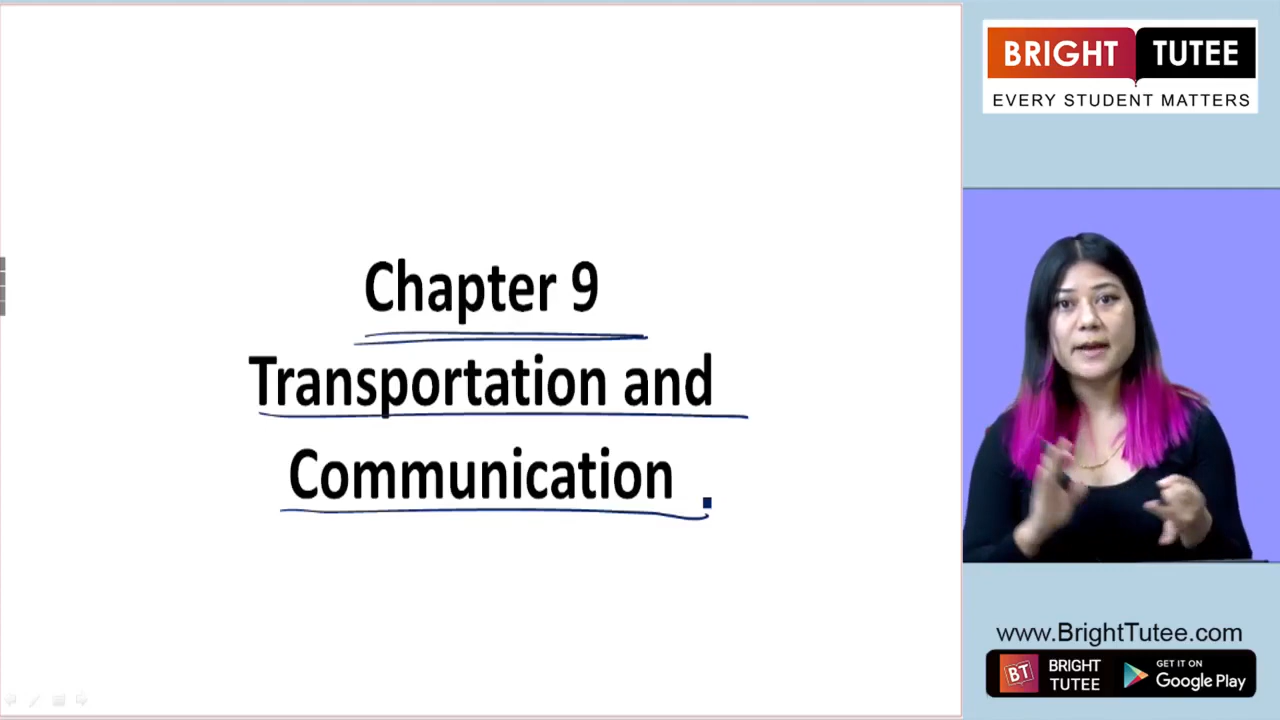 Chapter 9
Transportation and
Communication
BRIGHT TUTEE
EVERY STUDENT MATTERS
www.BrightTutee.com
BT
BRIGHT
TUTEE
GET IT ON
Google Play